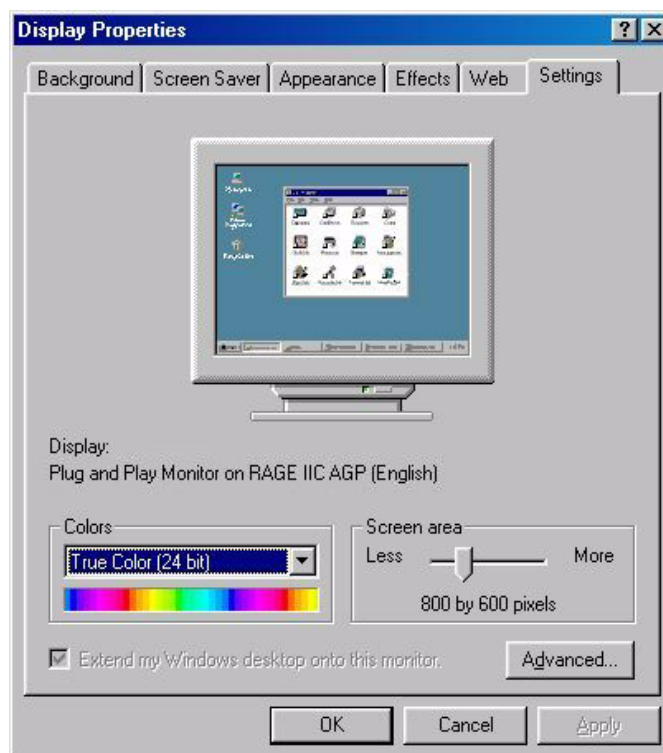 Display Properties
Background Screen Saver Appearance Effects Web Settings
Display:
Plug and Play Monitor on RAGE IIC AGP (English)
Colors
True Color (24 bit)
Screen area
Less More
800 by 600 pixels
Extend my Windows desktop onto this monitor.
Advanced...
OK Cancel Apply